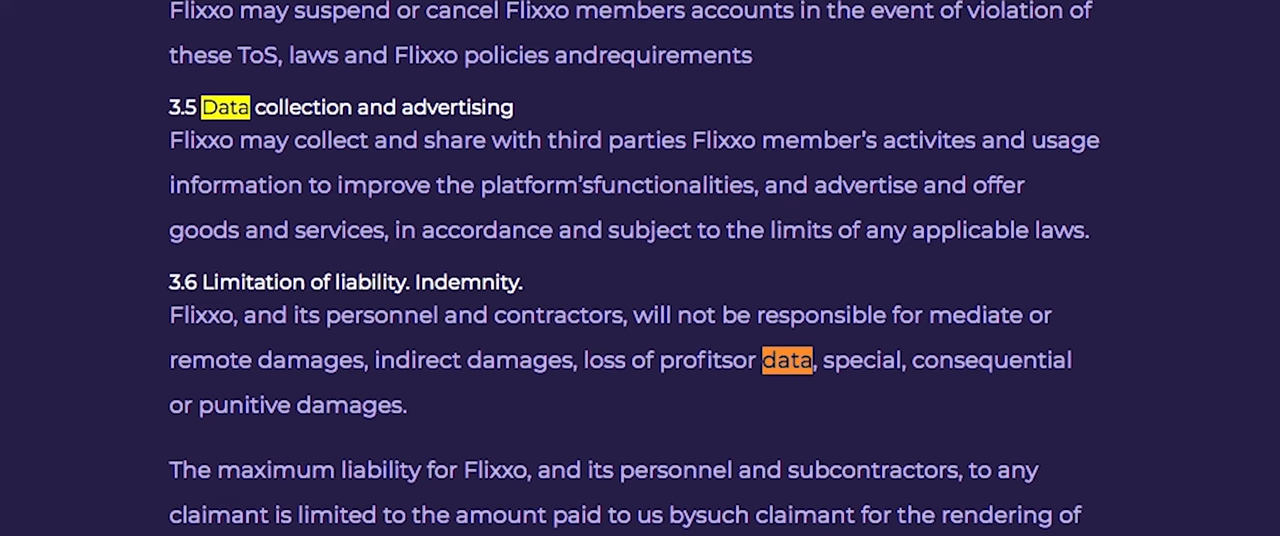 Flixxo may suspend or cancel Flixxo members accounts in the event of violation of
these ToS, laws and Flixxo policies andrequirements
3.5 Data collection and advertising
Flixxo may collect and share with third parties Flixxo member's activites and usage
information to improve the platform'sfunctionalities, and advertise and offer
goods and services, in accordance and subject to the limits of any applicable laws.
3.6 Limitation of liability. Indemnity.
Flixxo, and its personnel and contractors, will not be responsible for mediate or
remote damages, indirect damages, loss of profitsor data, special, consequential
or punitive damages.
The maximum liability for Flixxo, and its personnel and subcontractors, to any
claimant is limited to the amount paid to us bysuch claimant for the rendering of